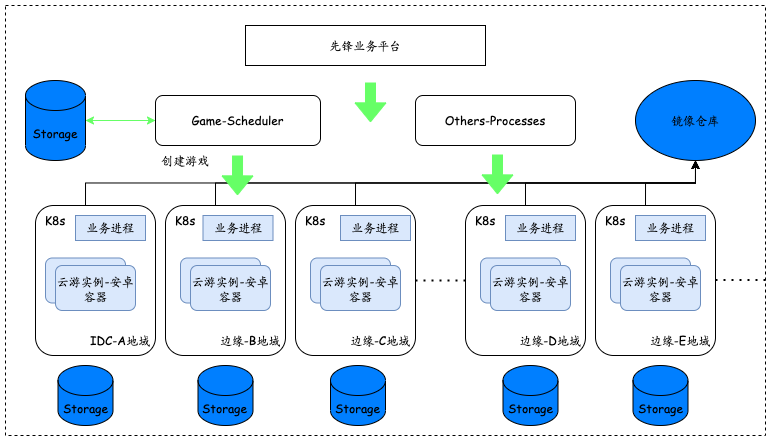 先锋业务平台
Storage
Game-Scheduler
Others-Processes
镜像仓库
创建游戏
K8s
业务进程
云游实例-安卓
容器
IDC-A地域
K8s
业务进程
云游实例-安卓
容器
边缘-B地域
K8s
业务进程
云游实例-安卓
容器
边缘-C地域
K8s
业务进程
云游实例-安卓
容器
边缘-D地域
K8s
业务进程
云游实例-安卓
容器
边缘-E地域
Storage
Storage
Storage
Storage
Storage